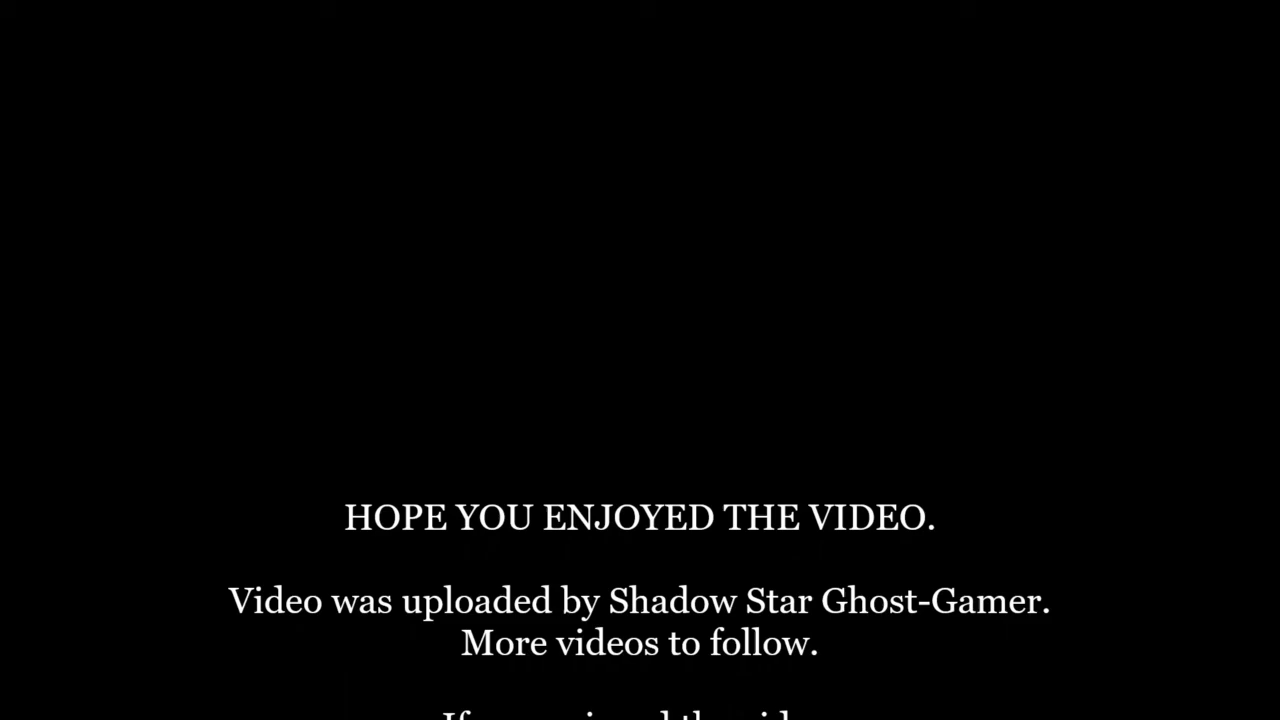 HOPE YOU ENJOYED THE VIDEO.
Video was uploaded by Shadow Star Ghost-Gamer.
More videos to follow.